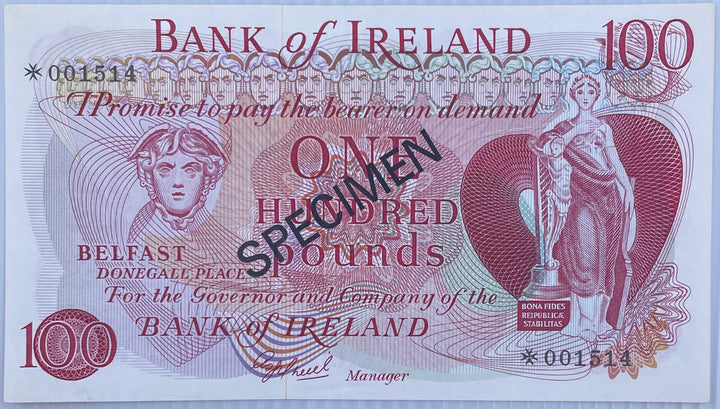 BANK of IRELAND
100
*001514
I Promise to pay the bearer on demand
ONE
HUNDRED
pounds
SPECIMEN
BELFAST
DONEGALL PLACE
For the Governor and Company of the
BANK of IRELAND
BONA FIDES
REIPUBLICÆ
STABILITAS
100
*001514
Manager